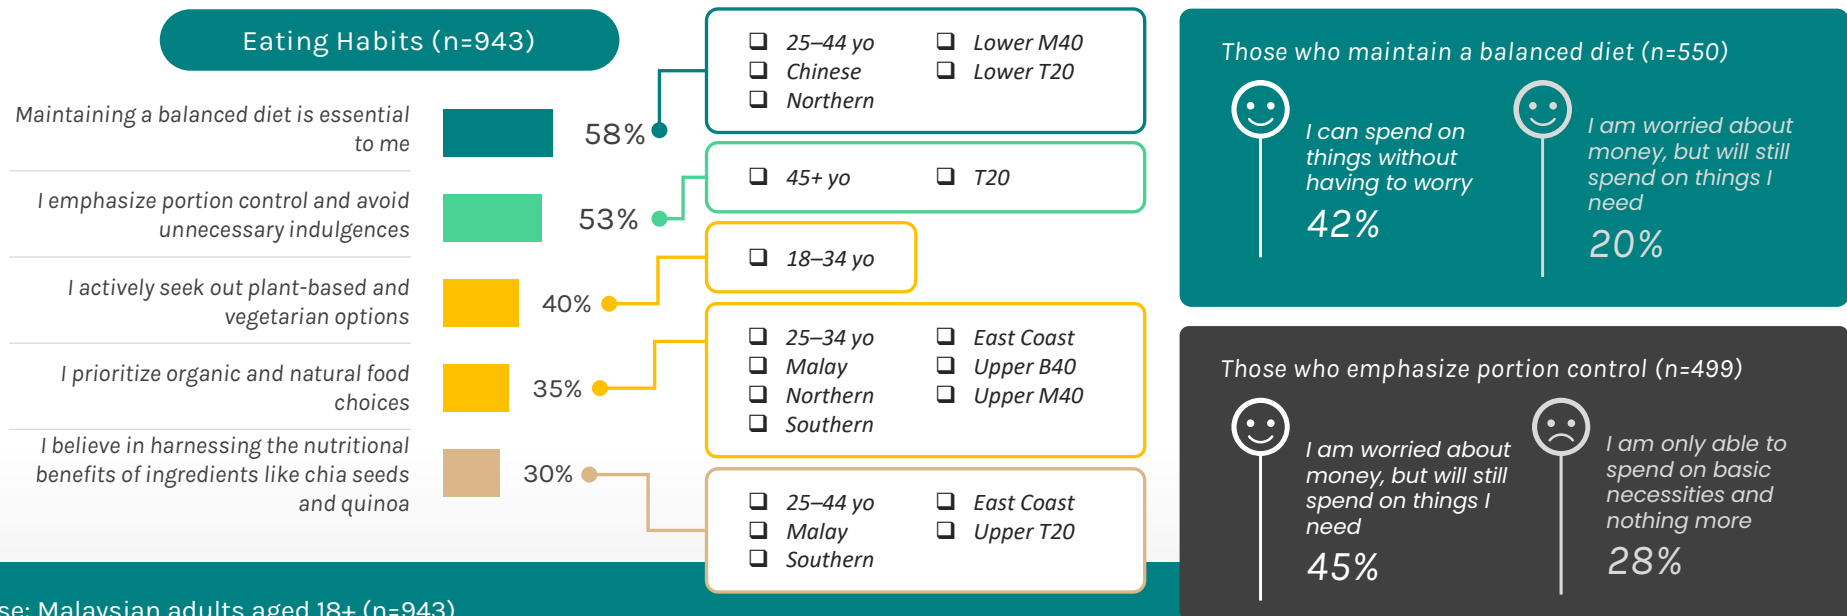 Eating Habits (n=943)
Maintaining a balanced diet is essential
to me
58%
25–44 yo
Chinese
Northern
Lower M40
Lower T20
I emphasize portion control and avoid
unnecessary indulgences
53%
45+ yo
T20
I actively seek out plant-based and
vegetarian options
40%
18–34 yo
I prioritize organic and natural food
choices
35%
25–34 yo
Malay
Northern
Southern
East Coast
Upper B40
Upper M40
I believe in harnessing the nutritional
benefits of ingredients like chia seeds
and quinoa
30%
25–44 yo
Malay
Southern
East Coast
Upper T20
Those who maintain a balanced diet (n=550)
I can spend on
things without
having to worry
42%
I am worried about
money, but will still
spend on things I
need
20%
Those who emphasize portion control (n=499)
I am worried about
money, but will still
spend on things I
need
45%
I am only able to
spend on basic
necessities and
nothing more
28%
se: Malaysian adults aged 18+ (n=943)